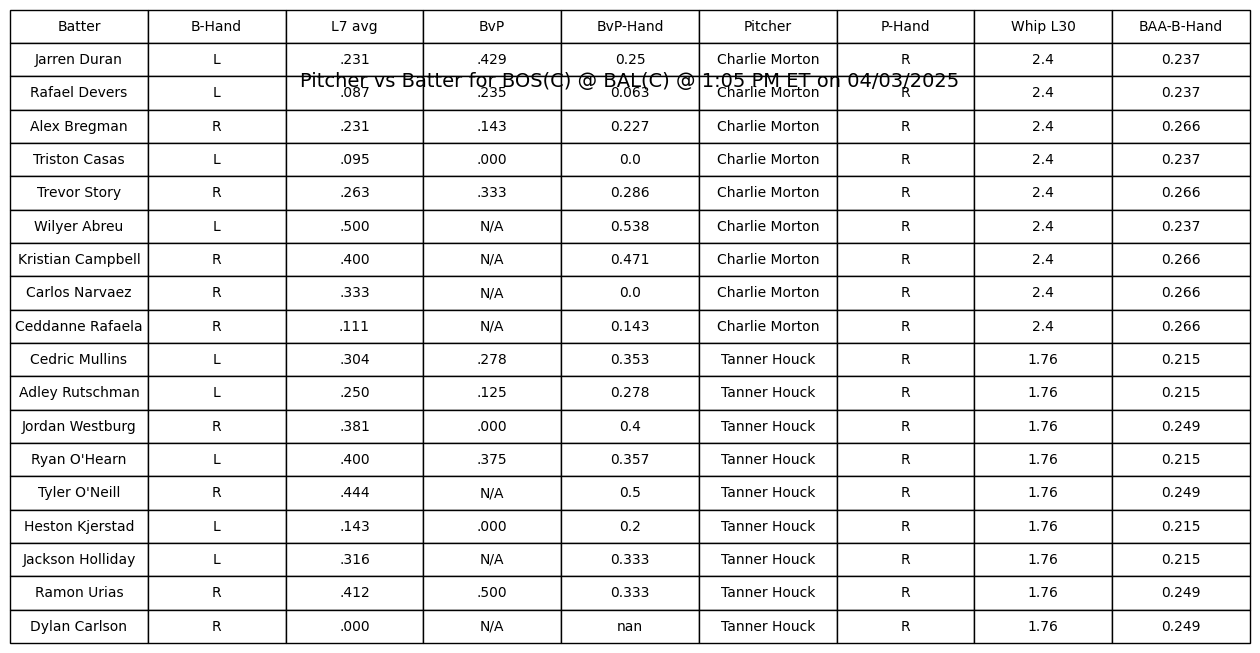 Batter B-Hand L7 avg BvP BvP-Hand Pitcher P-Hand Whip L30 BAA-B-Hand
Jarren Duran L .231 .429 0.25 Charlie Morton R 2.4 0.237
Pitcher vs Batter for BOS(C) @ BAL(C) @ 1:05 PM ET on 04/03/2025
Rafael Devers L .087 .235 0.063 Charlie Morton R 2.4 0.237
Alex Bregman R .231 .143 0.227 Charlie Morton R 2.4 0.266
Triston Casas L .095 .000 0.0 Charlie Morton R 2.4 0.237
Trevor Story R .263 .333 0.286 Charlie Morton R 2.4 0.266
Wilyer Abreu L .500 N/A 0.538 Charlie Morton R 2.4 0.237
Kristian Campbell R .400 N/A 0.471 Charlie Morton R 2.4 0.266
Carlos Narvaez R .333 N/A 0.0 Charlie Morton R 2.4 0.266
Ceddanne Rafaela R .111 N/A 0.143 Charlie Morton R 2.4 0.266
Cedric Mullins L .304 .278 0.353 Tanner Houck R 1.76 0.215
Adley Rutschman L .250 .125 0.278 Tanner Houck R 1.76 0.215
Jordan Westburg R .381 .000 0.4 Tanner Houck R 1.76 0.249
Ryan O'Hearn L .400 .375 0.357 Tanner Houck R 1.76 0.215
Tyler O'Neill R .444 N/A 0.5 Tanner Houck R 1.76 0.249
Heston Kjerstad L .143 .000 0.2 Tanner Houck R 1.76 0.215
Jackson Holliday L .316 N/A 0.333 Tanner Houck R 1.76 0.215
Ramon Urias R .412 .500 0.333 Tanner Houck R 1.76 0.249
Dylan Carlson R .000 N/A nan Tanner Houck R 1.76 0.249